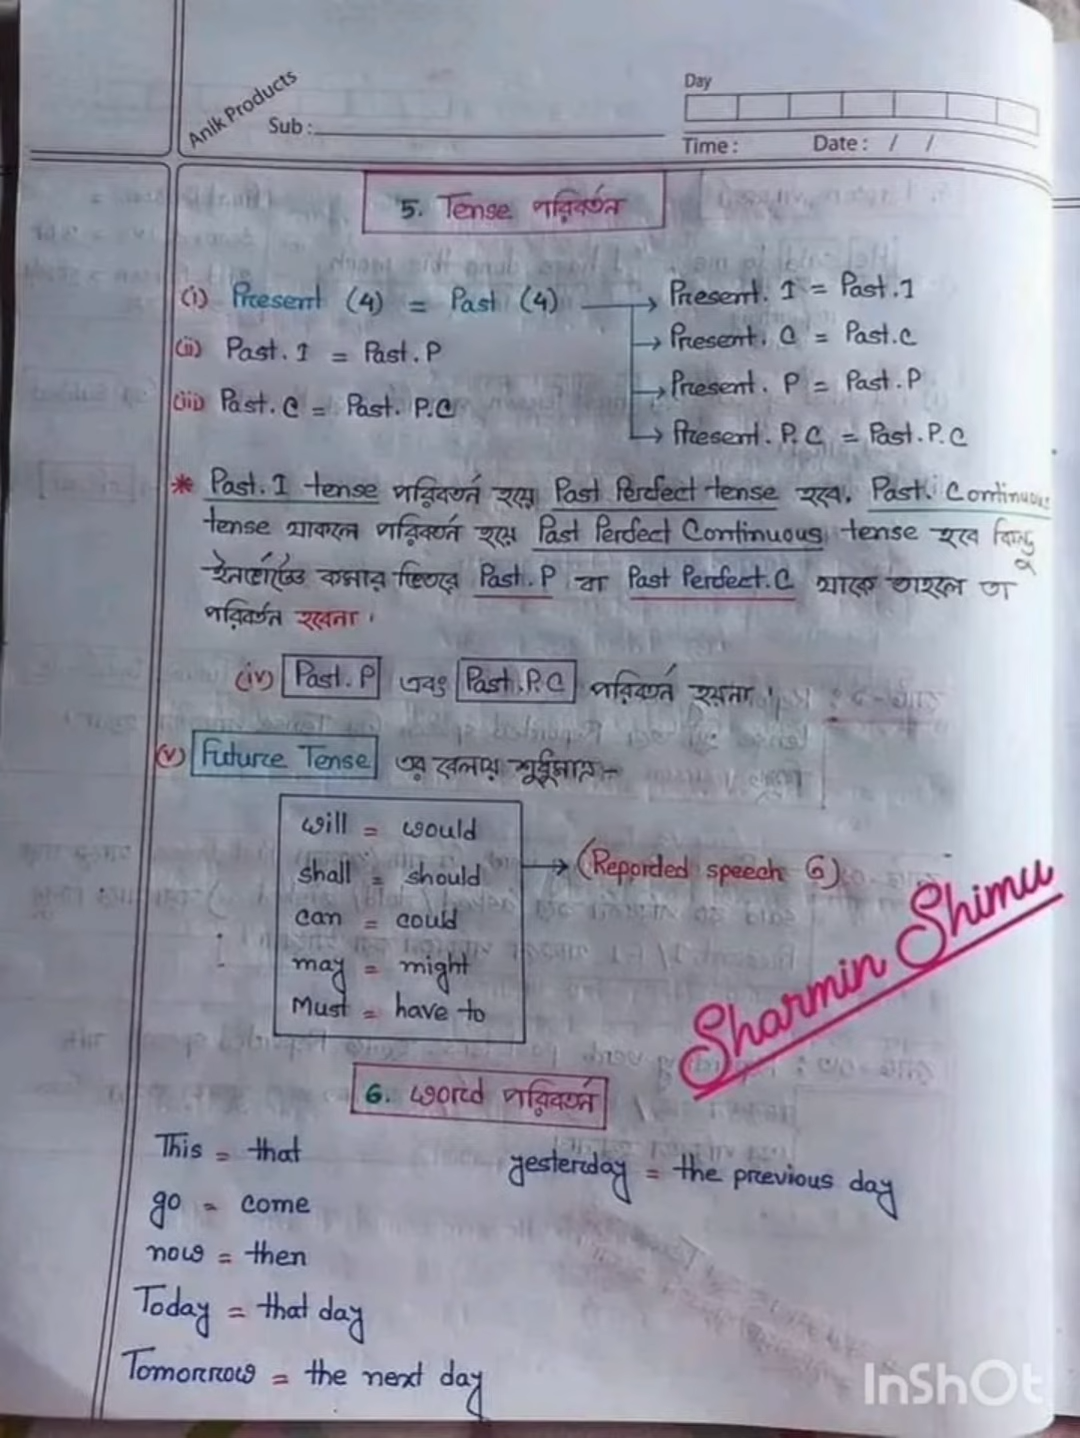 Anik Products
Sub :
Day
Time :
Date : / /
5. Tense পরিবর্তন
(i) Present (4) = Past (4) → Present. I = Past. I
→ Present. C = Past. C
(ii) Past. I = Past. P
→ Present. P = Past. P
(iii) Past. C = Past. P.C
→ Present. P.C = Past. P.C
* Past. I tense পরিবর্তন হয়ে Past Perfect tense হবে. Past. Continuous
tense থাকলে পরিবর্তন হয়ে Past Perfect Continuous tense হবে কিন্তু
ইনভার্টেড কমার ভিতরে Past. P বা Past Perfect. C থাকে তাহলে তা
পরিবর্তন হবেনা।
(iv) Past. P এবং Past. P.C পরিবর্তন হয়না।
(v) Future Tense এর বেলায় শুধুমাত্র -
will = would
shall = should
can = could
may = might
Must = have to
→ (Reporded speech এ)
Sharmin Shimu
6. word পরিবর্তন
This = that
yesterday = the previous day
go = come
now = then
Today = that day
Tomorrow = the next day
InShOt